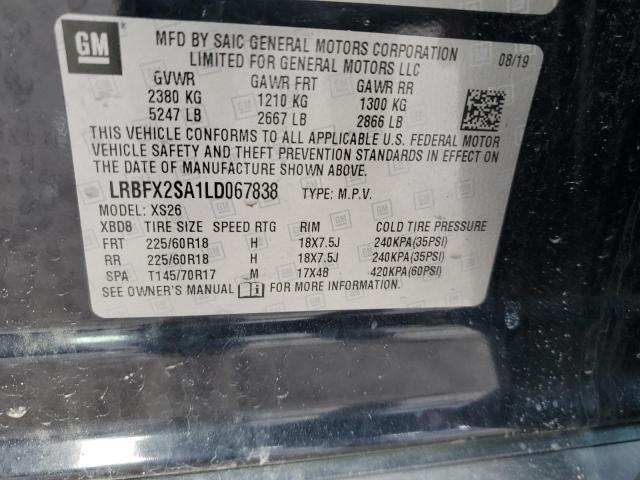 GM
MFD BY SAIC GENERAL MOTORS CORPORATION
LIMITED FOR GENERAL MOTORS LLC
08/19
GVWR GAWR FRT GAWR RR
2380 KG 1210 KG 1300 KG
5247 LB 2667 LB 2866 LB
THIS VEHICLE CONFORMS TO ALL APPLICABLE U.S. FEDERAL MOTOR
VEHICLE SAFETY AND THEFT PREVENTION STANDARDS IN EFFECT ON
THE DATE OF MANUFACTURE SHOWN ABOVE.
LRBFX2SA1LD067838 TYPE: M.P.V.
MODEL: XS26
XBD8 TIRE SIZE SPEED RTG RIM COLD TIRE PRESSURE
FRT 225/60R18 H 18X7.5J 240KPA(35PSI)
RR 225/60R18 H 18X7.5J 240KPA(35PSI)
SPA T145/70R17 M 17X4B 420KPA(60PSI)
SEE OWNER'S MANUAL FOR MORE INFORMATION.